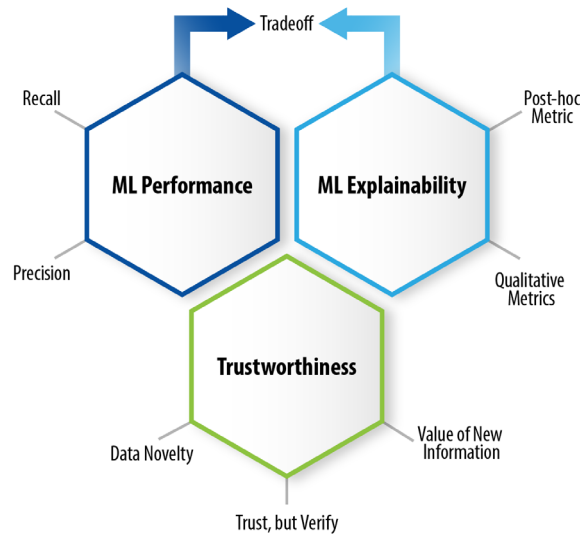 Tradeoff
Recall
Post-hoc
Metric
ML Performance
ML Explainability
Precision
Qualitative
Metrics
Trustworthiness
Data Novelty
Value of New
Information
Trust, but Verify